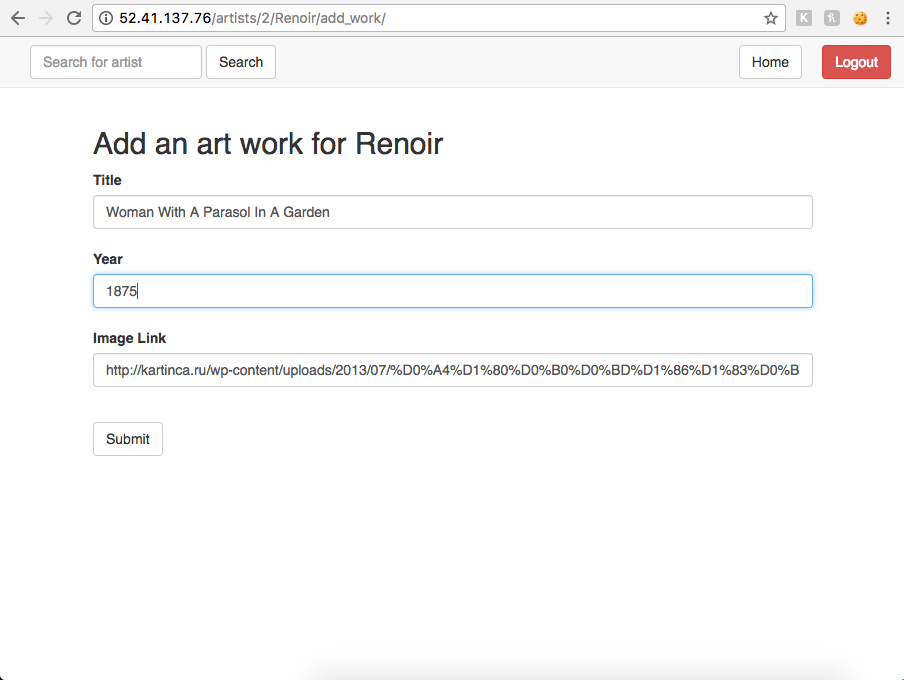 52.41.137.76/artists/2/Renoir/add_work/
K
Search for artist Search Home Logout
Add an art work for Renoir
Title
Woman With A Parasol In A Garden
Year
1875
Image Link
http://kartinca.ru/wp-content/uploads/2013/07/%D0%A4%D1%80%D0%B0%D0%BD%D1%86%D1%83%D0%B
Submit